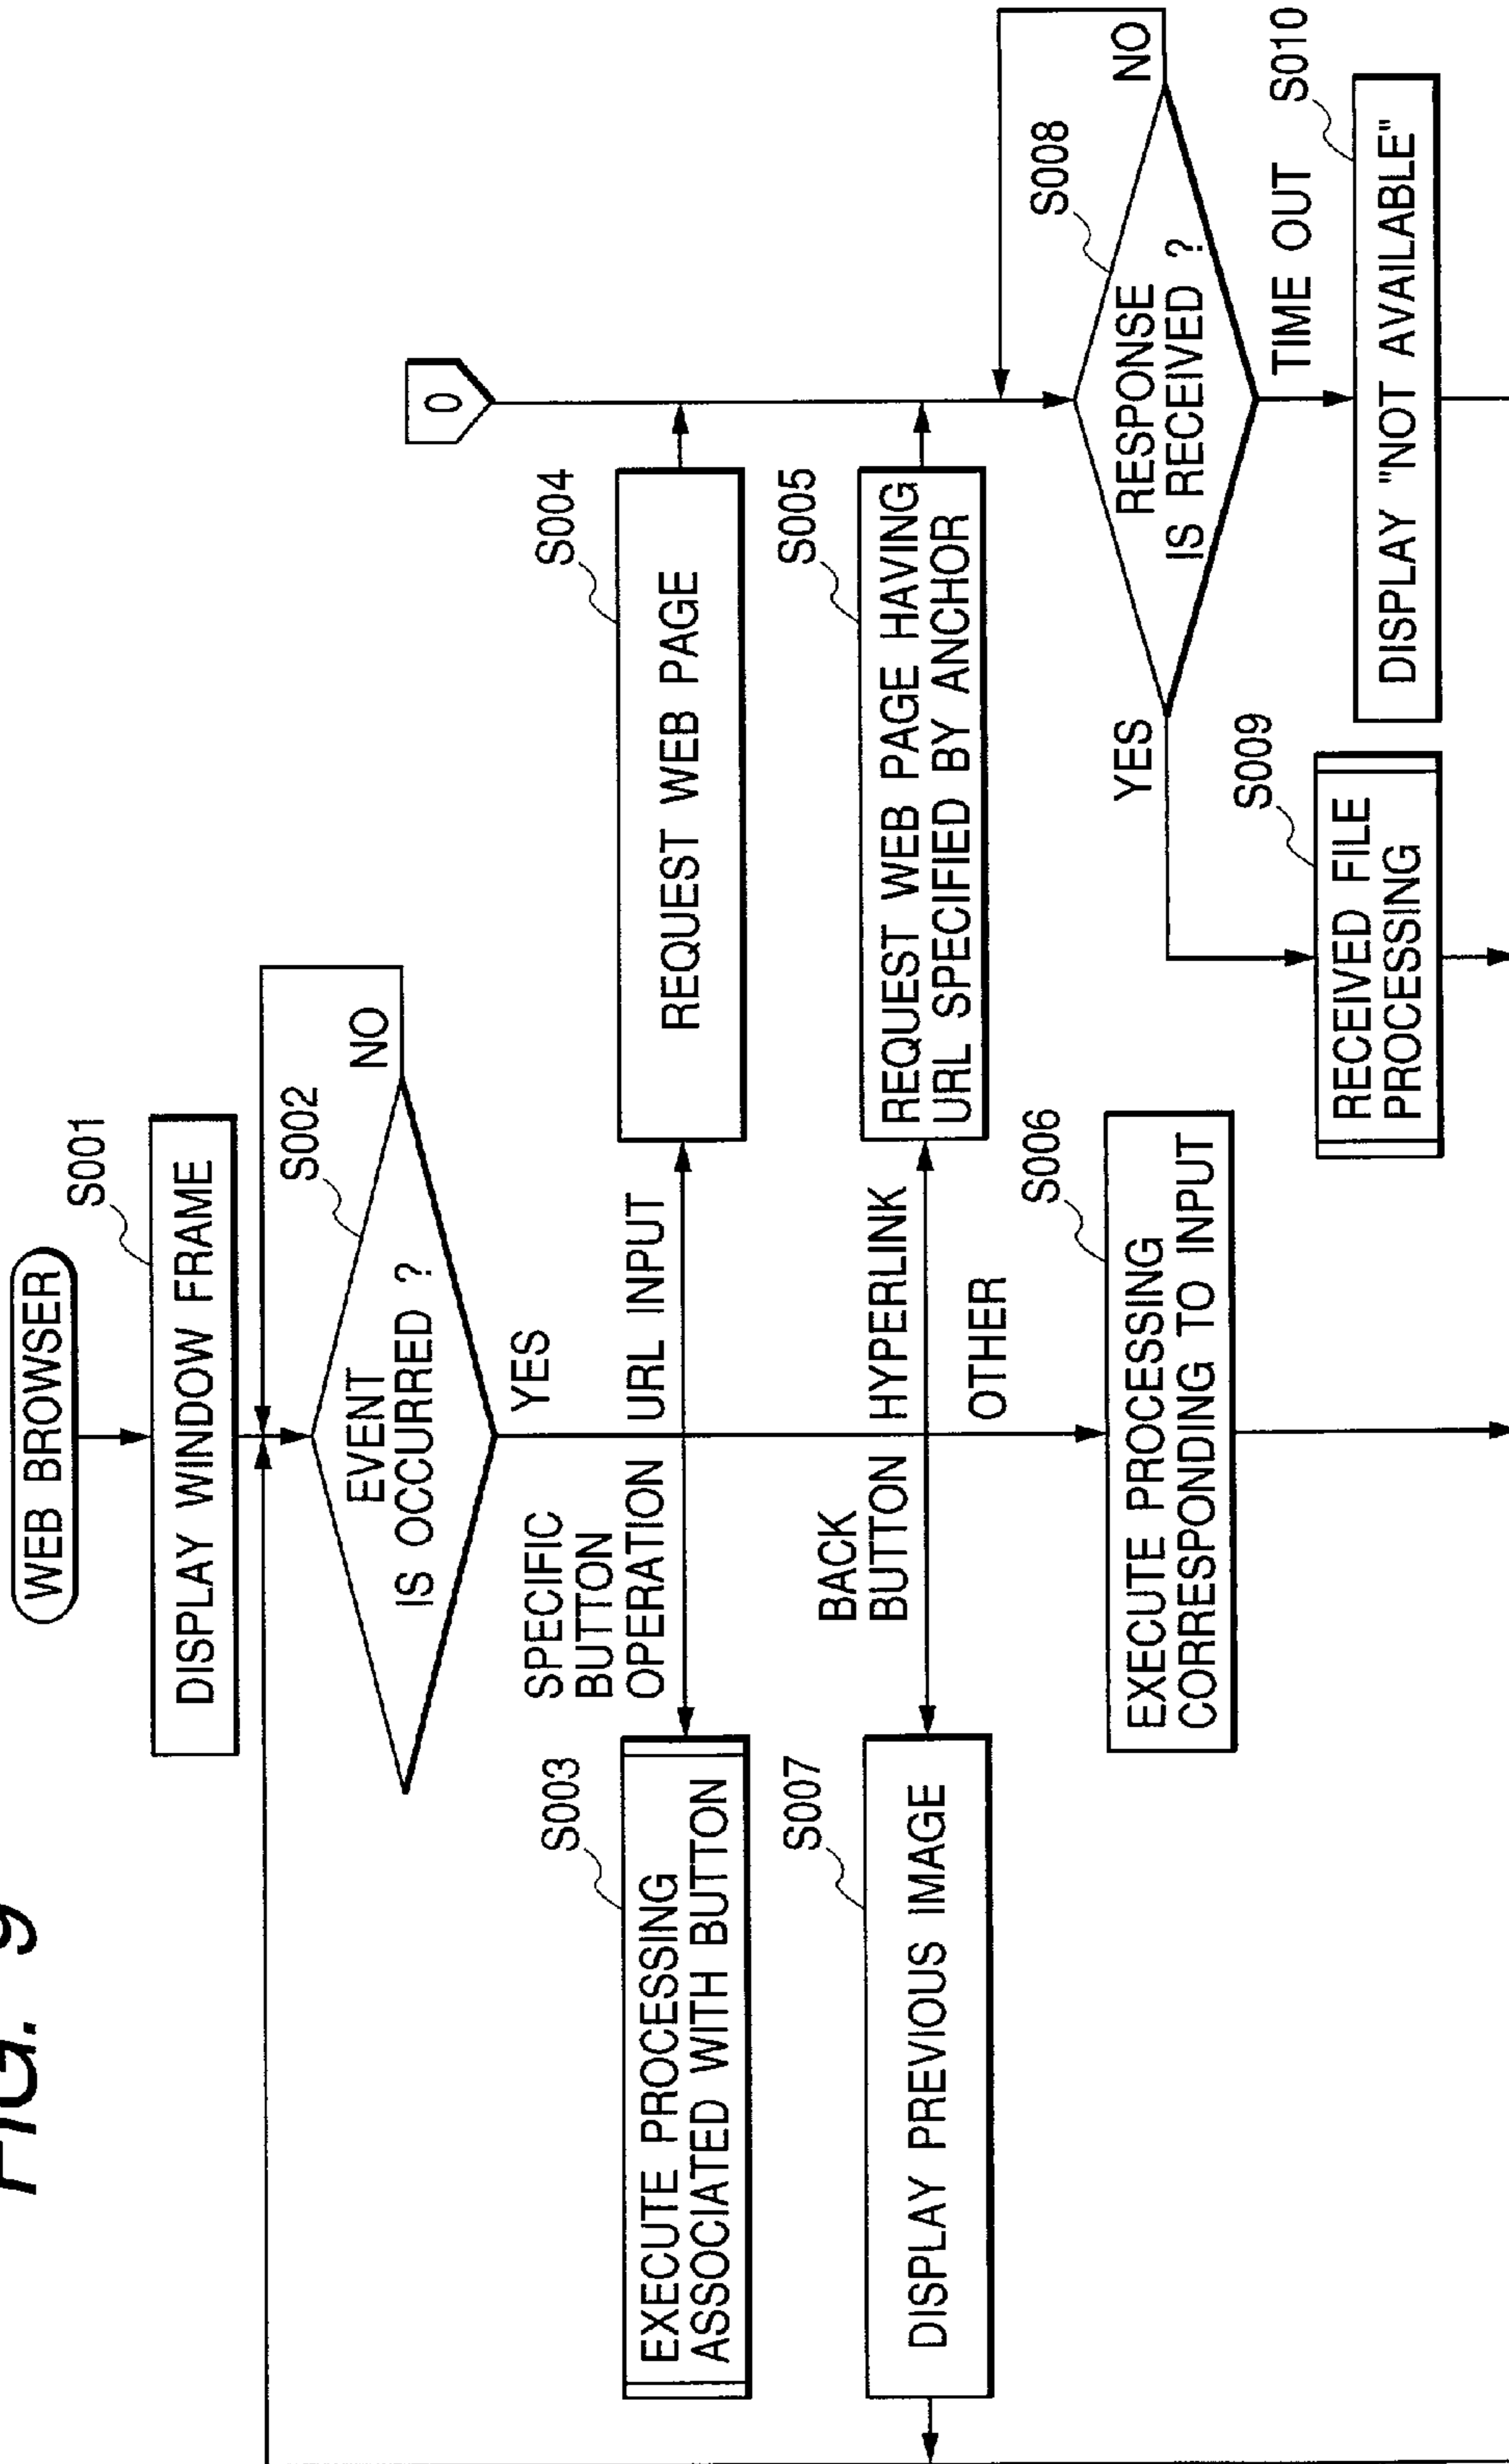 FIG. 9
WEB BROWSER
S001
DISPLAY WINDOW FRAME
S002
EVENT
IS OCCURRED ?
NO
YES
SPECIFIC
BUTTON
OPERATION
URL INPUT
S003
EXECUTE PROCESSING
ASSOCIATED WITH BUTTON
S004
REQUEST WEB PAGE
0
BACK
BUTTON
HYPERLINK
OTHER
S007
DISPLAY PREVIOUS IMAGE
S005
REQUEST WEB PAGE HAVING
URL SPECIFIED BY ANCHOR
S006
EXECUTE PROCESSING
CORRESPONDING TO INPUT
S008
RESPONSE
IS RECEIVED ?
NO
YES
TIME OUT
S009
RECEIVED FILE
PROCESSING
S010
DISPLAY "NOT AVAILABLE"